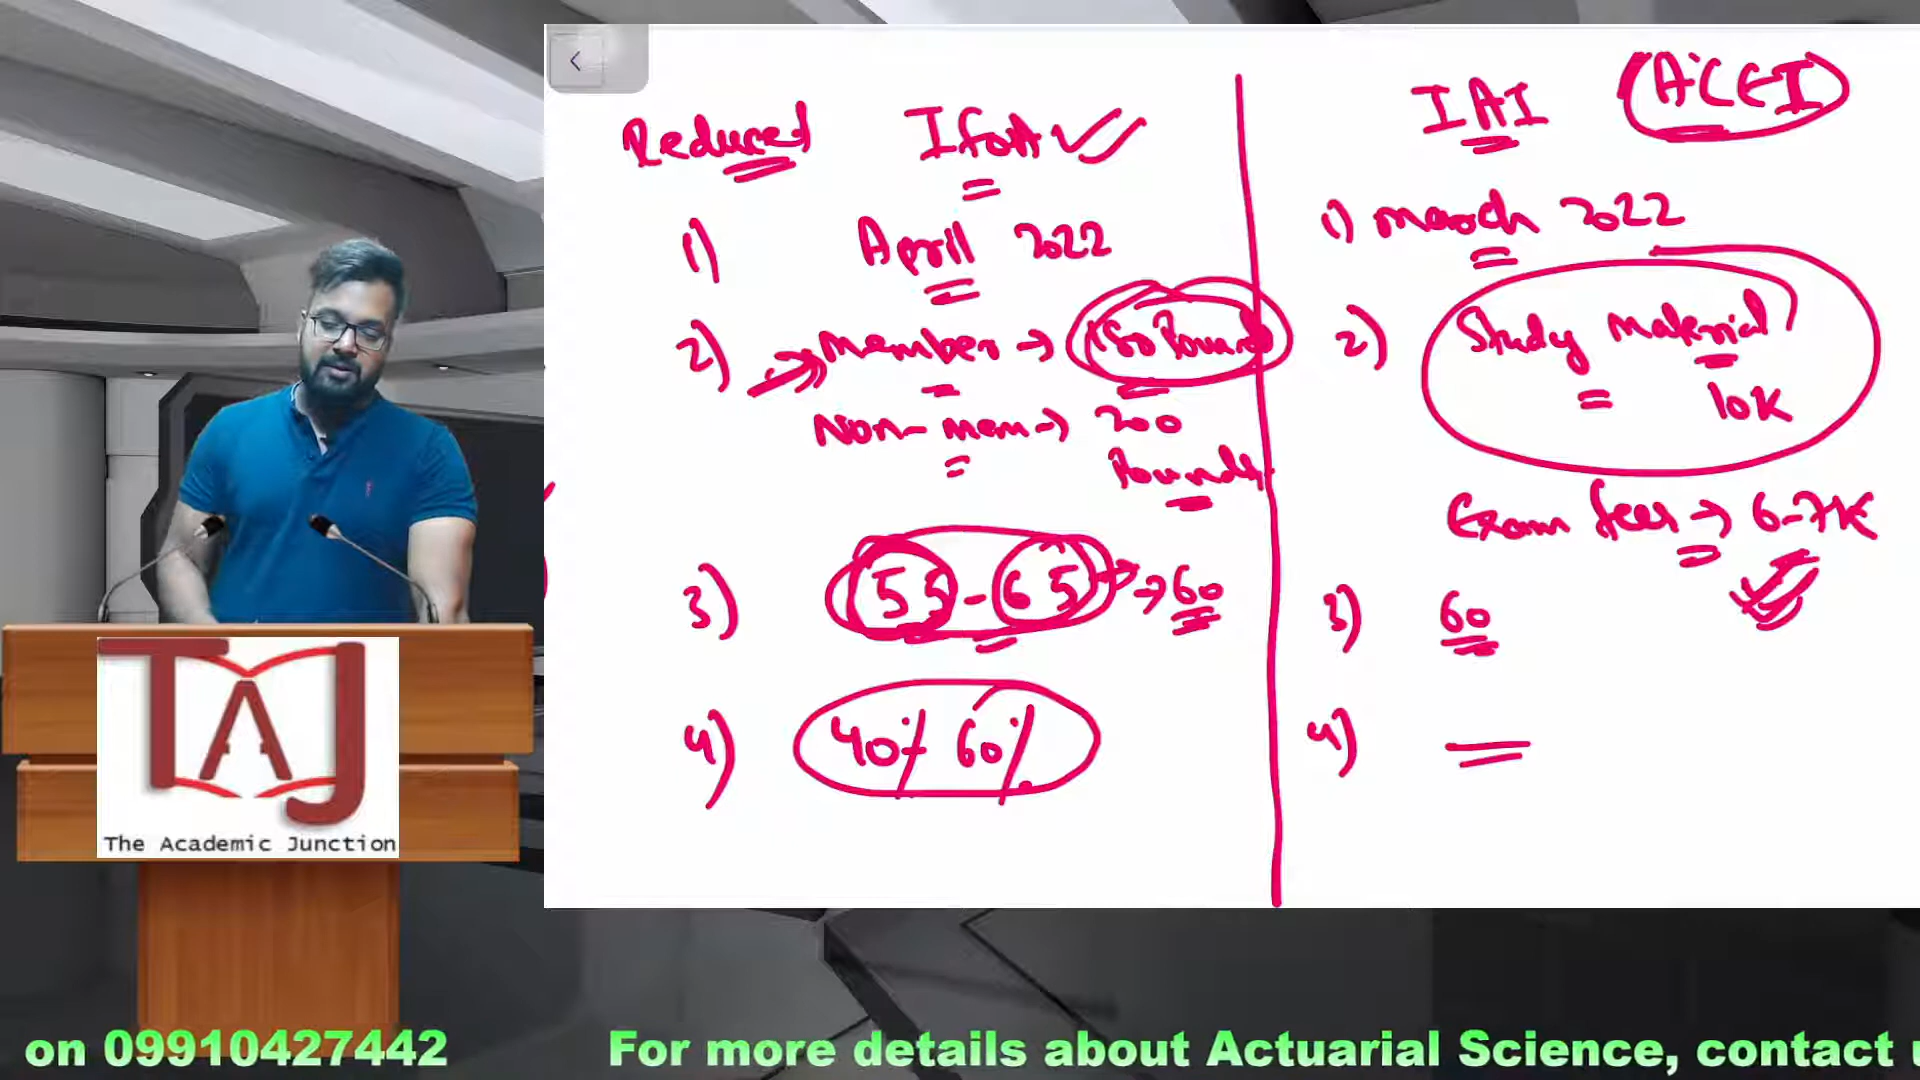 Reduced IfoA
1) April 2022
2) Member → Pounds
Non-mem → 200
Pounds
3) 55 - 65 → 60
4) 40% 60%
IAI ACEI
1) March 2022
2) Study Material
10K
Exam fees → 6-7K
3) 60
4)
TAJ
The Academic Junction
on 09910427442 For more details about Actuarial Science, contact u